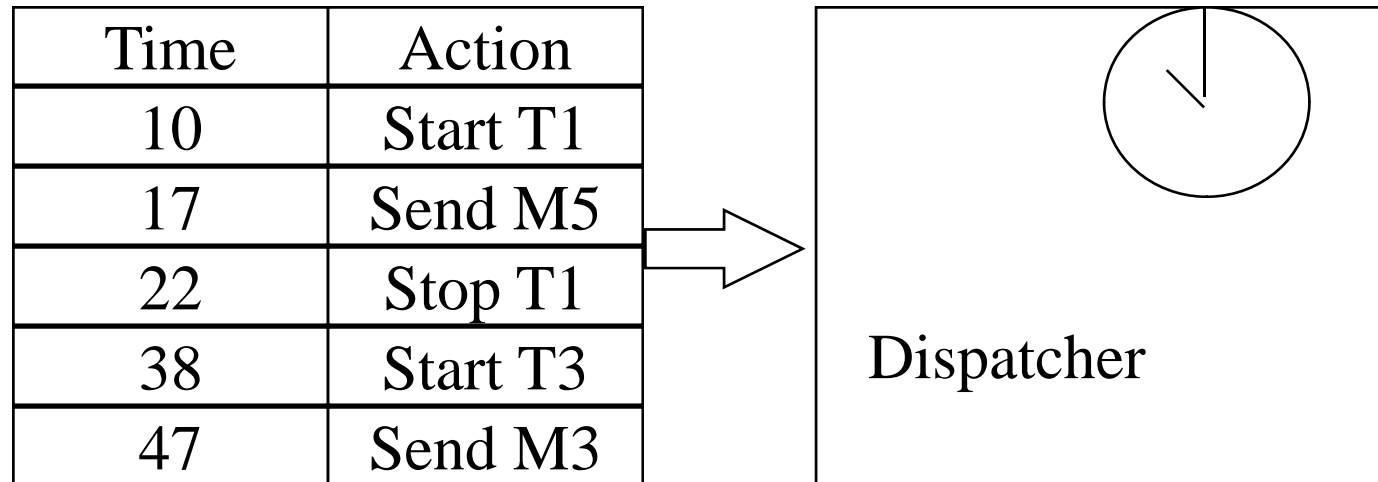 Time Action
10 Start T1
17 Send M5
22 Stop T1
38 Start T3
47 Send M3
Dispatcher